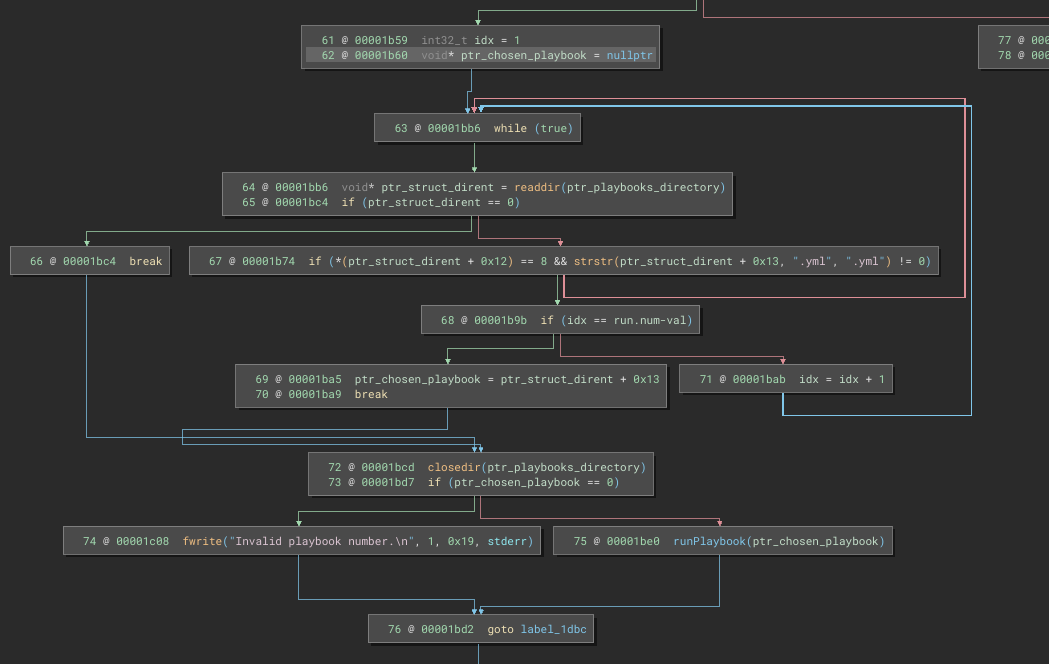 61 @ 00001b59  int32_t idx = 1
62 @ 00001b60  void* ptr_chosen_playbook = nullptr
77 @ 000
78 @ 000
63 @ 00001bb6  while (true)
64 @ 00001bb6  void* ptr_struct_dirent = readdir(ptr_playbooks_directory)
65 @ 00001bc4  if (ptr_struct_dirent == 0)
66 @ 00001bc4  break
67 @ 00001b74  if (*(ptr_struct_dirent + 0x12) == 8 && strstr(ptr_struct_dirent + 0x13, ".yml", ".yml") != 0)
68 @ 00001b9b  if (idx == run.num-val)
69 @ 00001ba5  ptr_chosen_playbook = ptr_struct_dirent + 0x13
70 @ 00001ba9  break
71 @ 00001bab  idx = idx + 1
72 @ 00001bcd  closedir(ptr_playbooks_directory)
73 @ 00001bd7  if (ptr_chosen_playbook == 0)
74 @ 00001c08  fwrite("Invalid playbook number.\n", 1, 0x19, stderr)
75 @ 00001be0  runPlaybook(ptr_chosen_playbook)
76 @ 00001bd2  goto label_1dbc